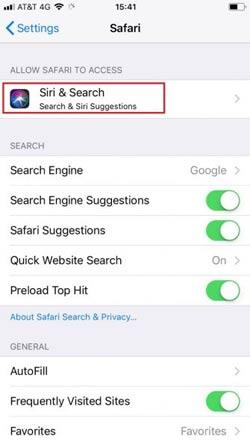 AT&T 4G 15:41
Settings Safari
ALLOW SAFARI TO ACCESS
Siri & Search
Search & Siri Suggestions
SEARCH
Search Engine Google
Search Engine Suggestions
Safari Suggestions
Quick Website Search On
Preload Top Hit
About Safari Search & Privacy...
GENERAL
AutoFill
Frequently Visited Sites
Favorites Favorites